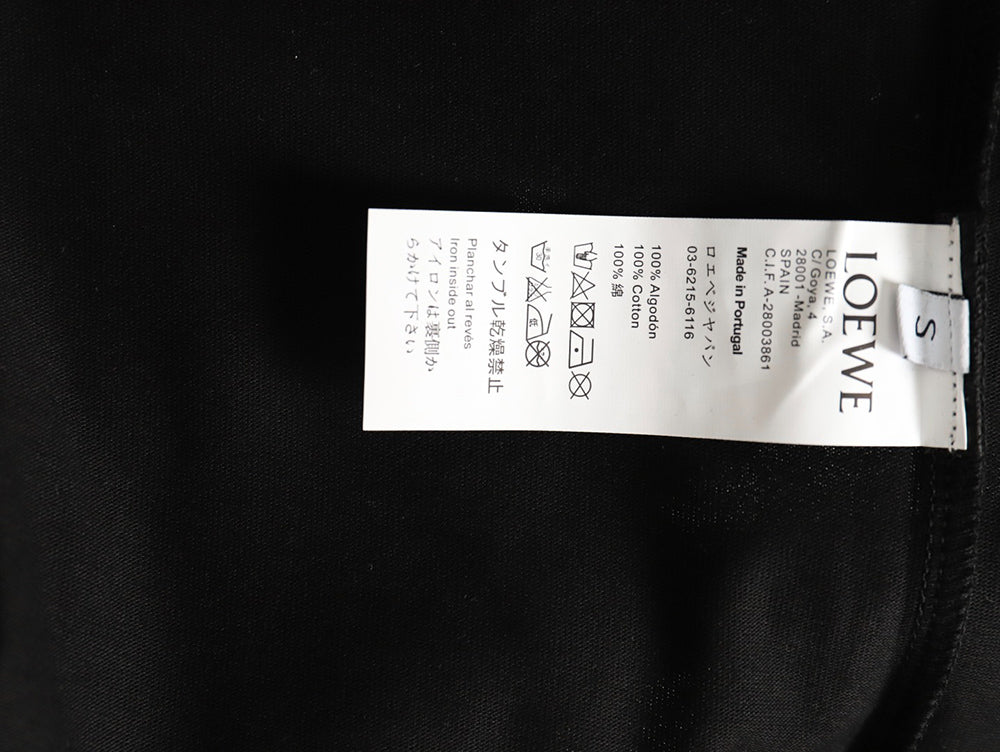 S
LOEWE
LOEWE, S.A.
C/ Goya, 4
28001 -Madrid
SPAIN
C.I.F. A-28003861
Made in Portugal
ロエベジヤパン
03-6215-6116
100% Algodón
100% Cotton
100% 綿
低
タンブル乾燥禁止
Planchar al revés
Iron inside out
アイロンは裏側か
らかけて下さい